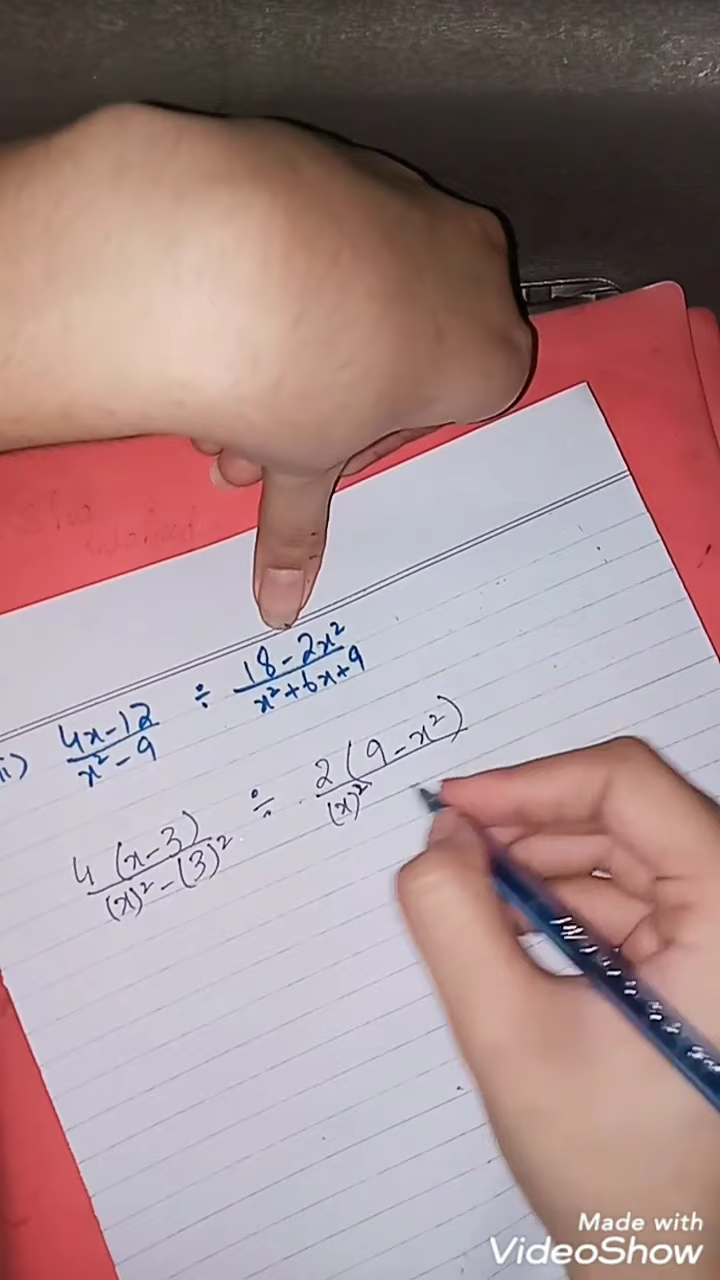 ii) 4x-12/x²-9 ÷ 18-2x²/x²+6x+9
4(x-3)/(x)²-(3)² ÷ 2(9-x²)/(x)²
Made with
VideoShow